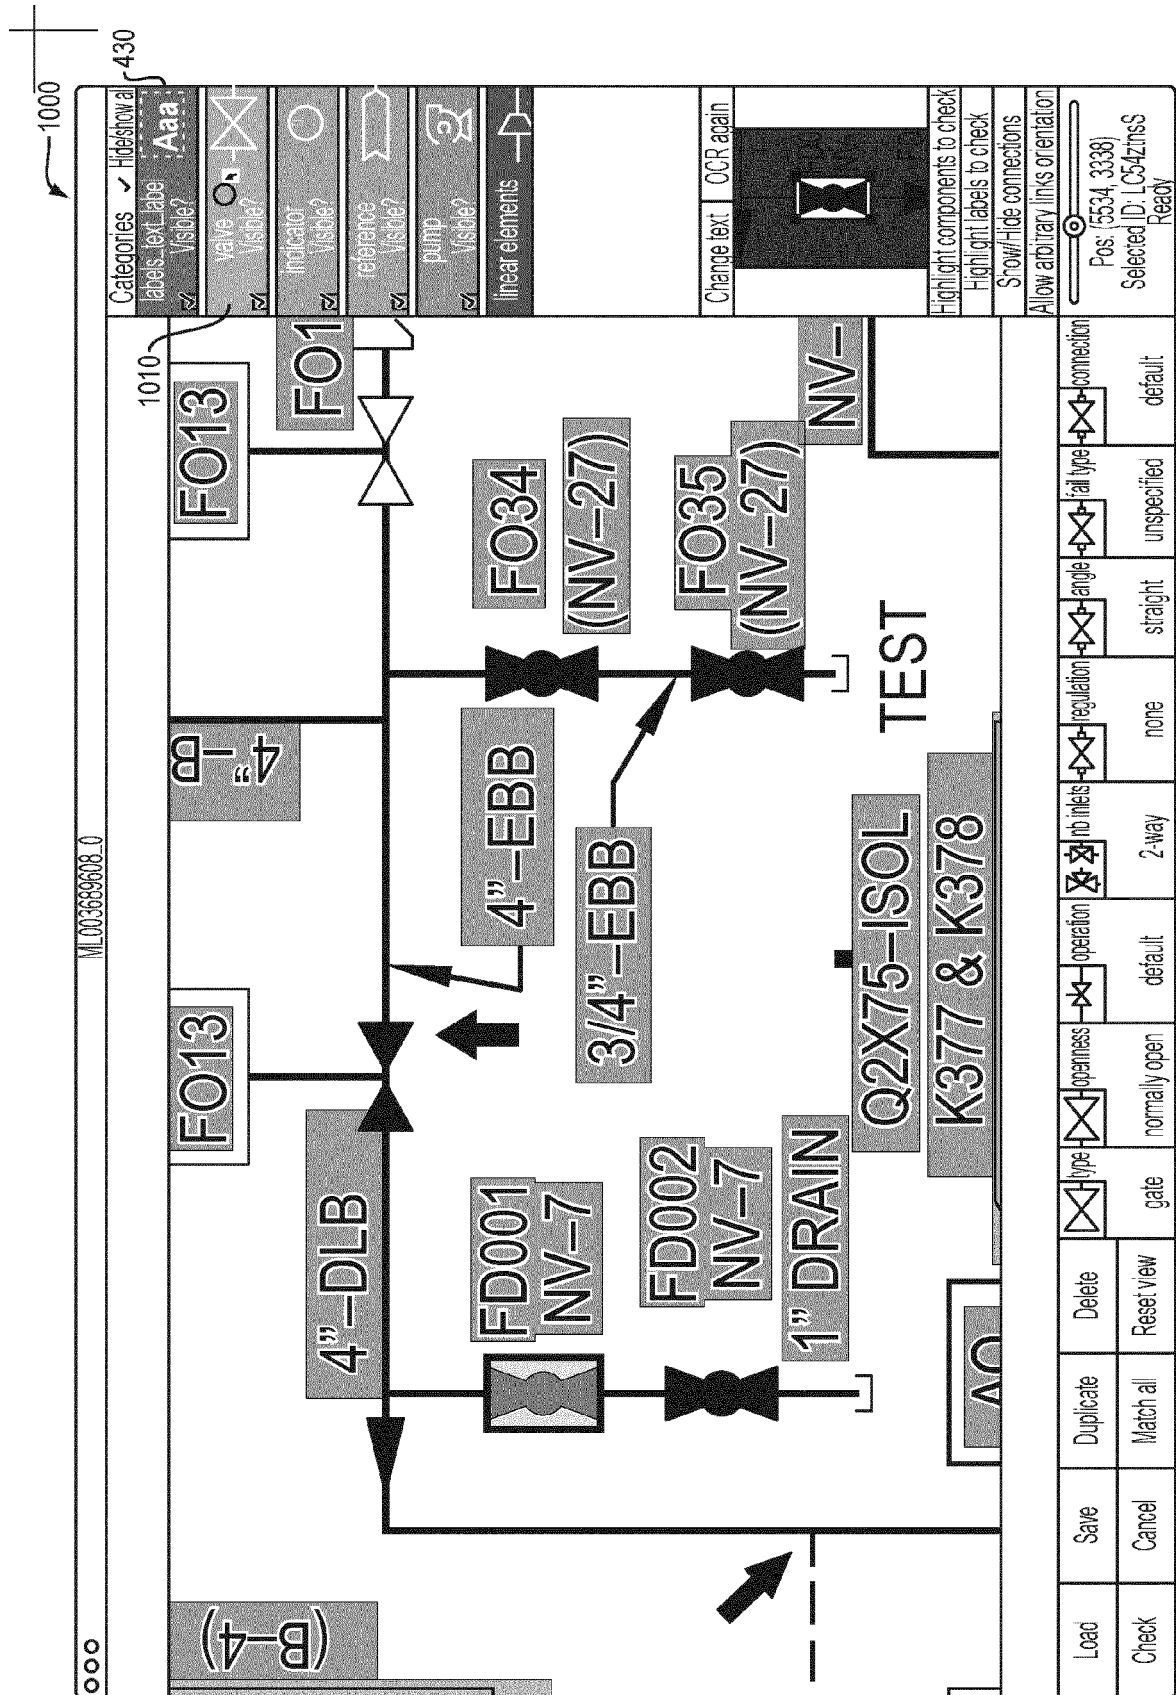 1000
ML003689608_0
430
Categories ✓ Hide/show al
labels_text_label
Visible?
Aaa
valve
Visible?
1010
indicator
Visible?
reference
Visible?
pump
Visible?
linear elements
Change text
OCR again
Highlight components to check
Highlight labels to check
Show/Hide connections
Allow arbitrary links orientation
Pos: (5534, 3338)
Selected ID: LC54ztnsS
Ready
(B-4)
FO13
4"
-B
FO13
FO1
4"-DLB
FD001
NV-7
4"-EBB
FO34
(NV-27)
3/4"-EBB
FD002
NV-7
FO35
(NV-27)
1" DRAIN
NV-
Q2X75-ISOL
TEST
K377 & K378
AO
Load
Save
Duplicate
Delete
Check
Cancel
Match all
Reset view
type
gate
openness
normally open
operation
default
nb inlets
2-way
regulation
none
angle
straight
fail type
unspecified
connection
default